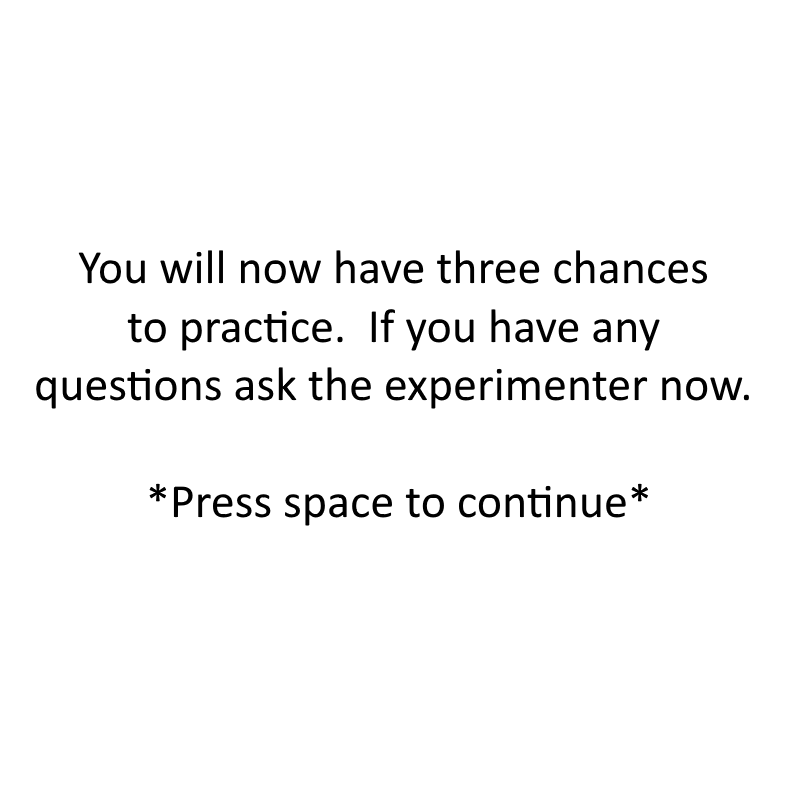 You will now have three chances
to practice.  If you have any
questions ask the experimenter now.
*Press space to continue*